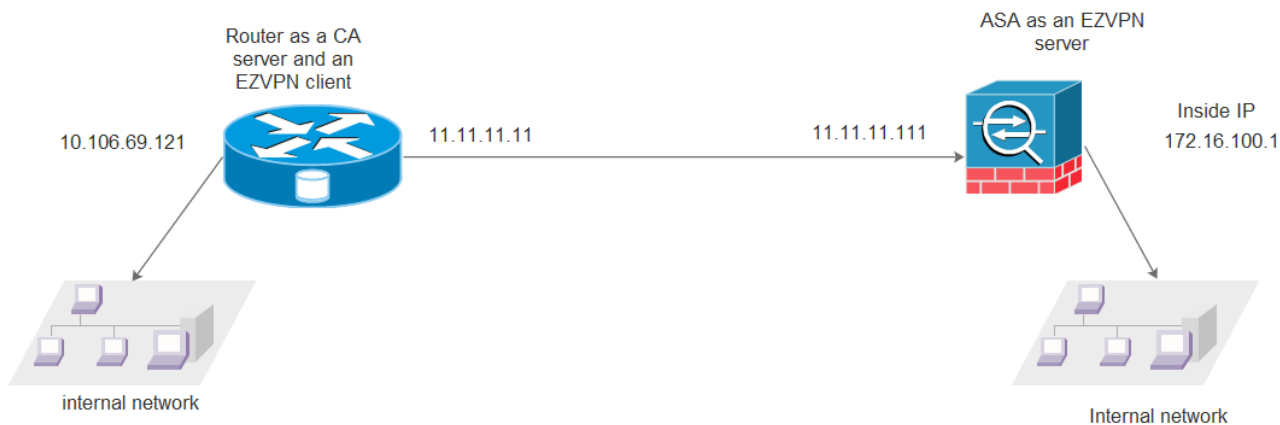 Router as a CA
server and an
EZVPN client
ASA as an EZVPN
server
10.106.69.121
11.11.11.11
11.11.11.111
Inside IP
172.16.100.1
internal network
Internal network